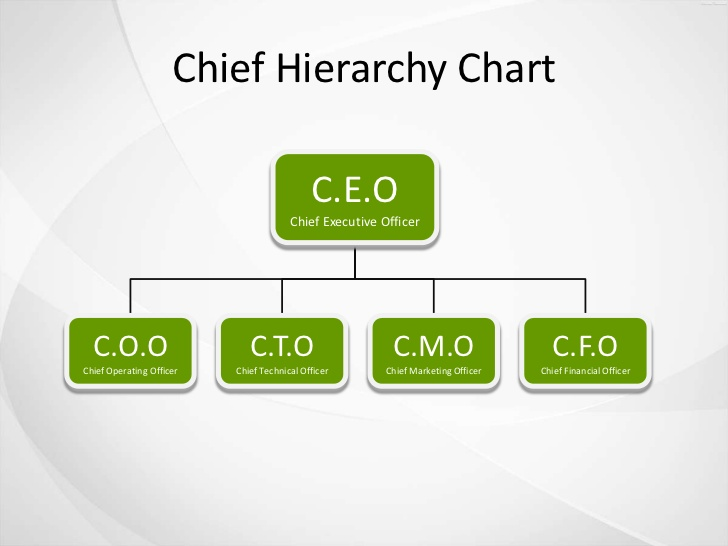 Chief Hierarchy Chart
C.E.O
Chief Executive Officer
C.O.O
Chief Operating Officer
C.T.O
Chief Technical Officer
C.M.O
Chief Marketing Officer
C.F.O
Chief Financial Officer